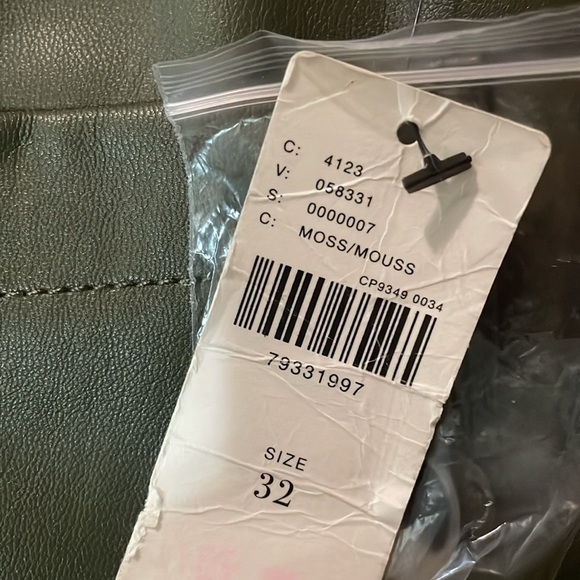 C: 4123
V: 058331
S: 0000007
C: MOSS/MOUSS
CP9349 0034
79331997
SIZE
32